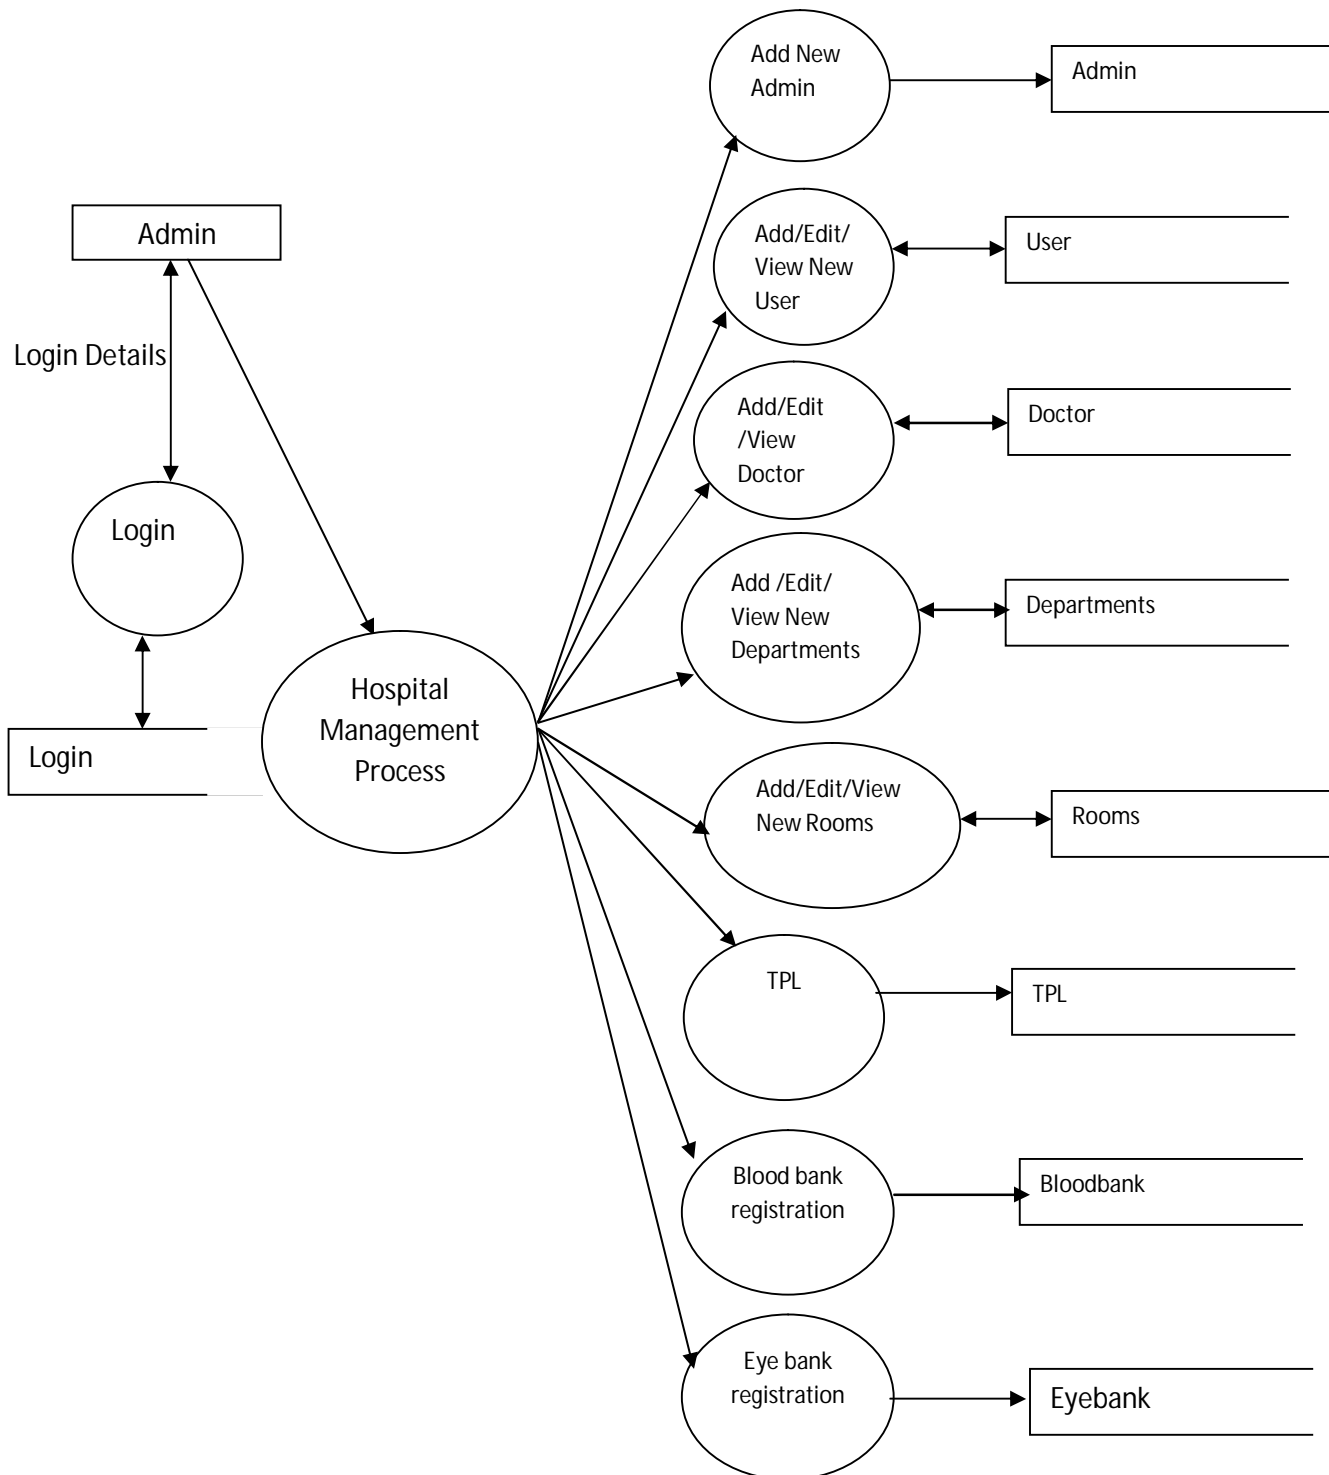 Add New
Admin
Admin
Admin
Login Details
Add/Edit/
View New
User
User
Add/Edit
/View
Doctor
Doctor
Login
Add /Edit/
View New
Departments
Departments
Hospital
Management
Process
Login
Add/Edit/View
New Rooms
Rooms
TPL
TPL
Blood bank
registration
Bloodbank
Eye bank
registration
Eyebank